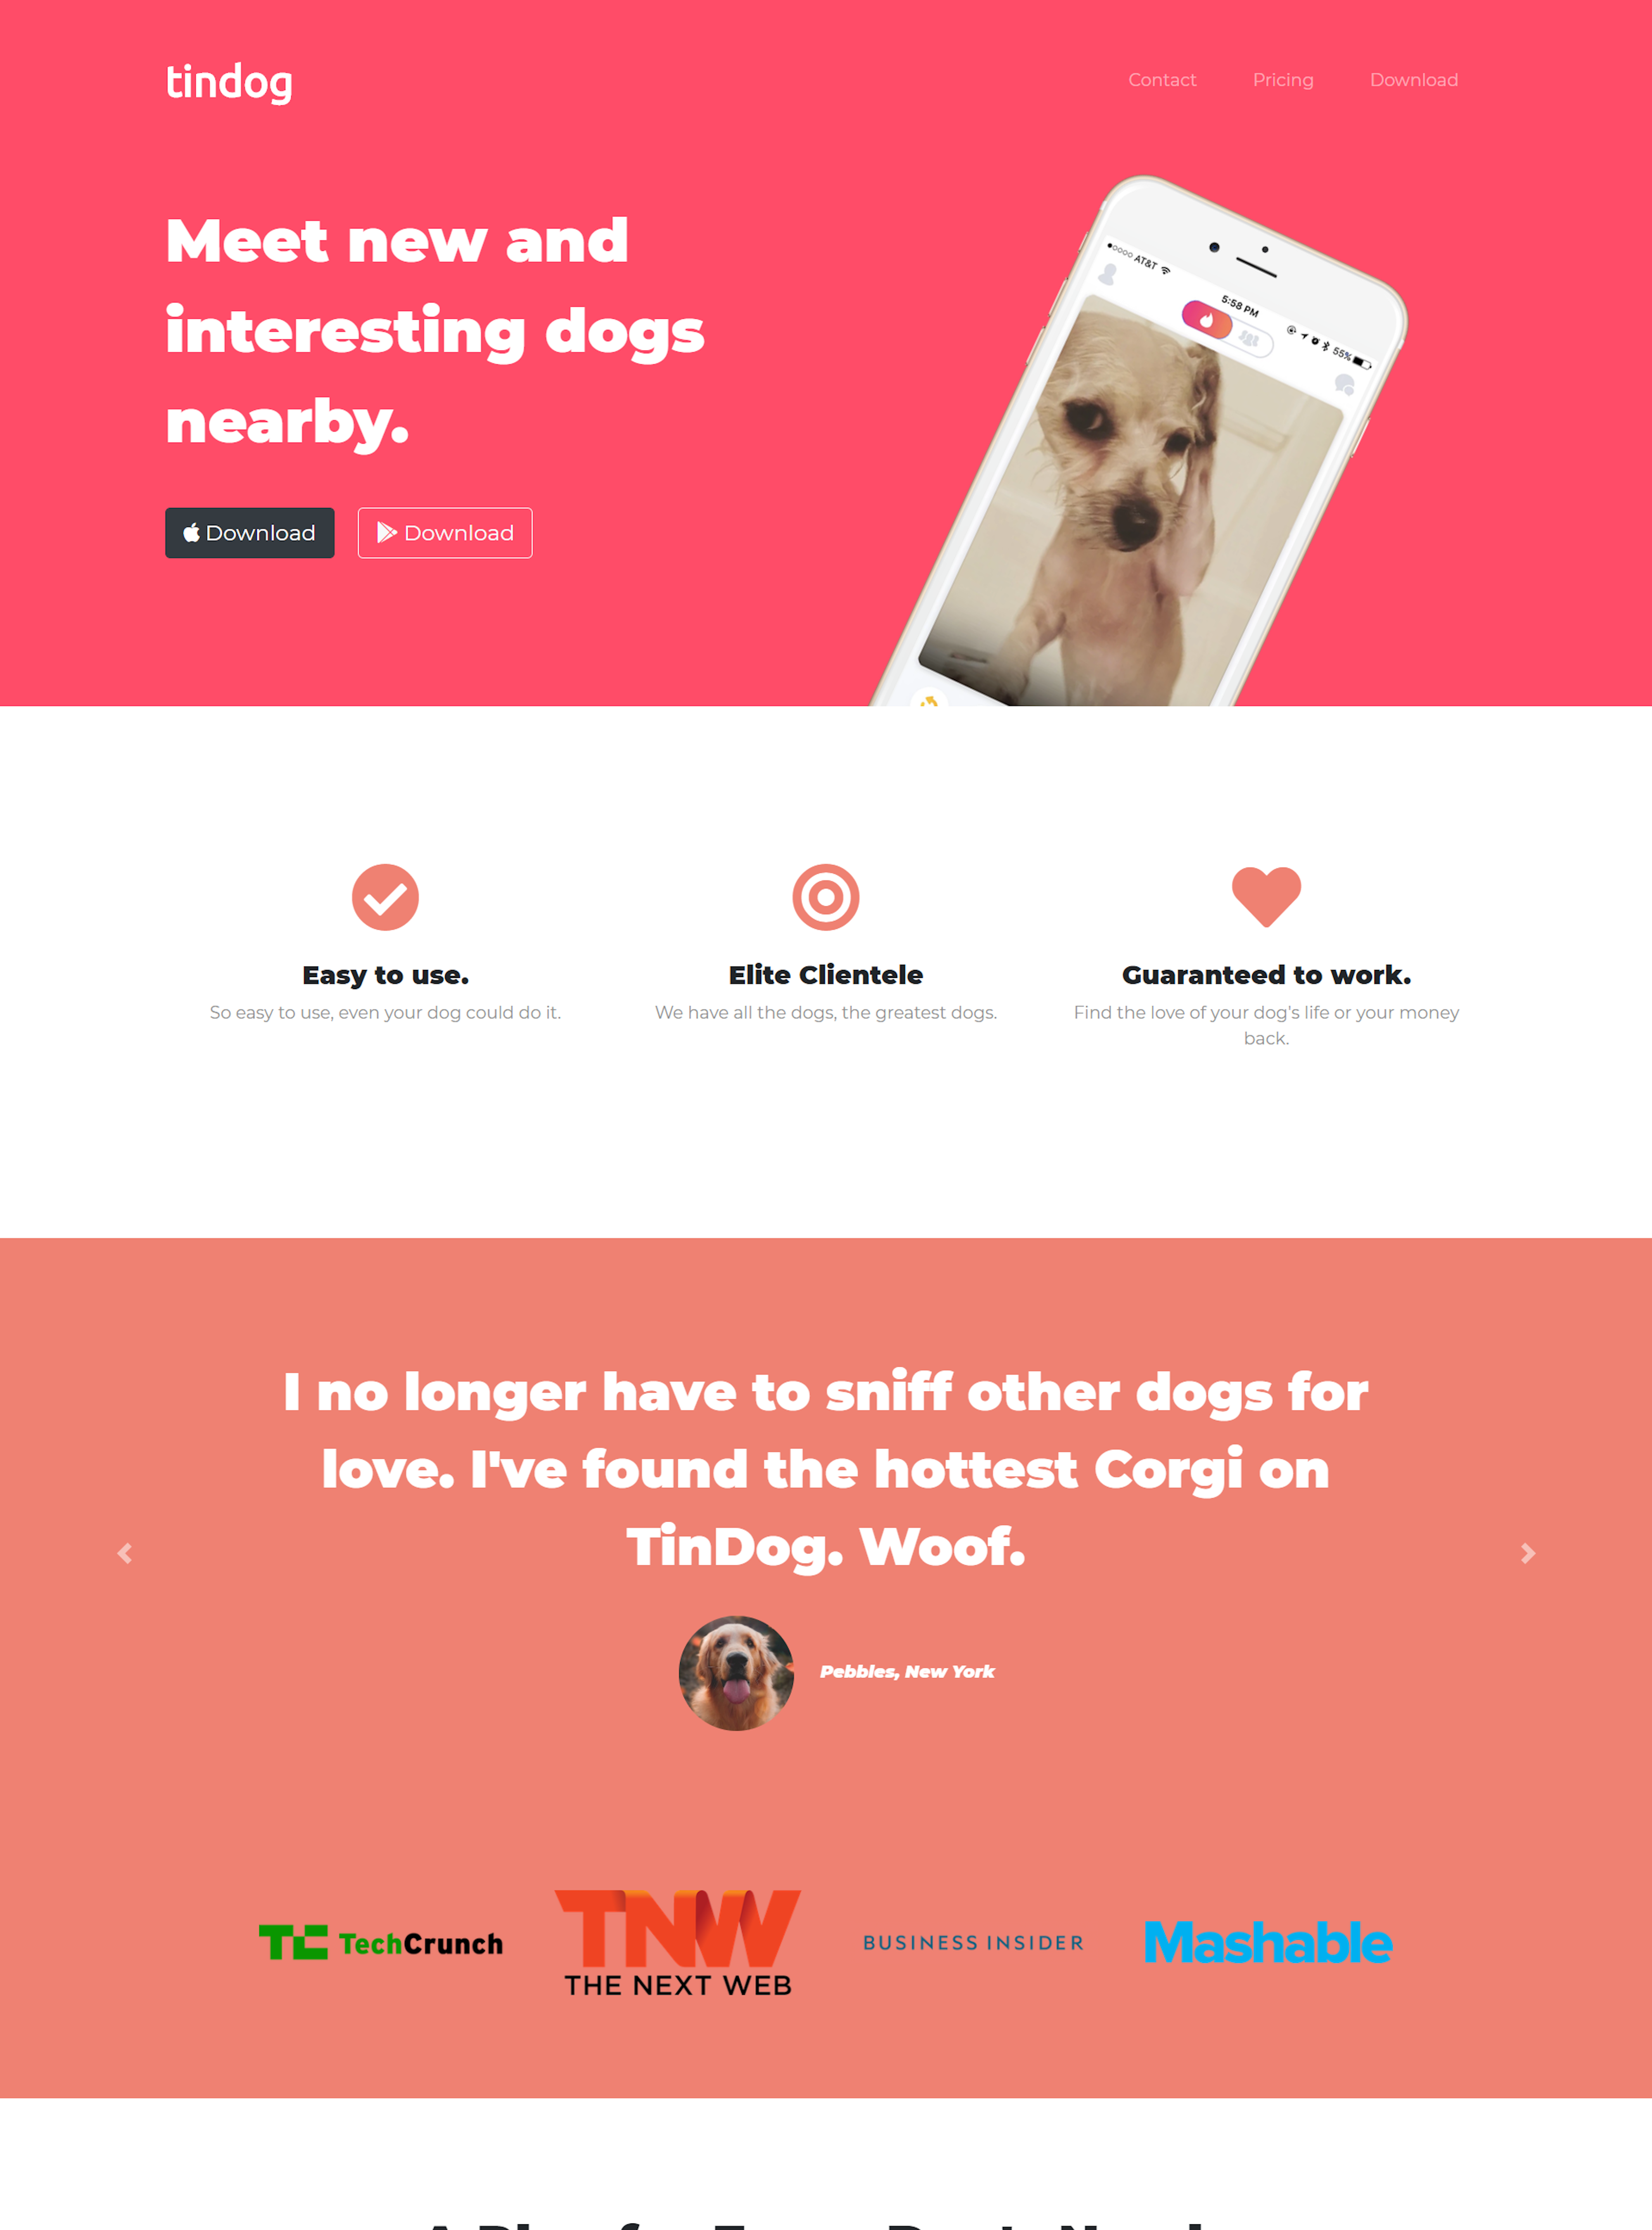 tindog
Contact Pricing Download
Meet new and
interesting dogs
nearby.
AT&T
5:58 PM
55%
Download Download
Easy to use. Elite Clientele Guaranteed to work.
So easy to use, even your dog could do it. We have all the dogs, the greatest dogs. Find the love of your dog's life or your money
back.
I no longer have to sniff other dogs for
love. I've found the hottest Corgi on
TinDog. Woof.
Pebbles, New York
TC TechCrunch TNW BUSINESS INSIDER Mashable
THE NEXT WEB